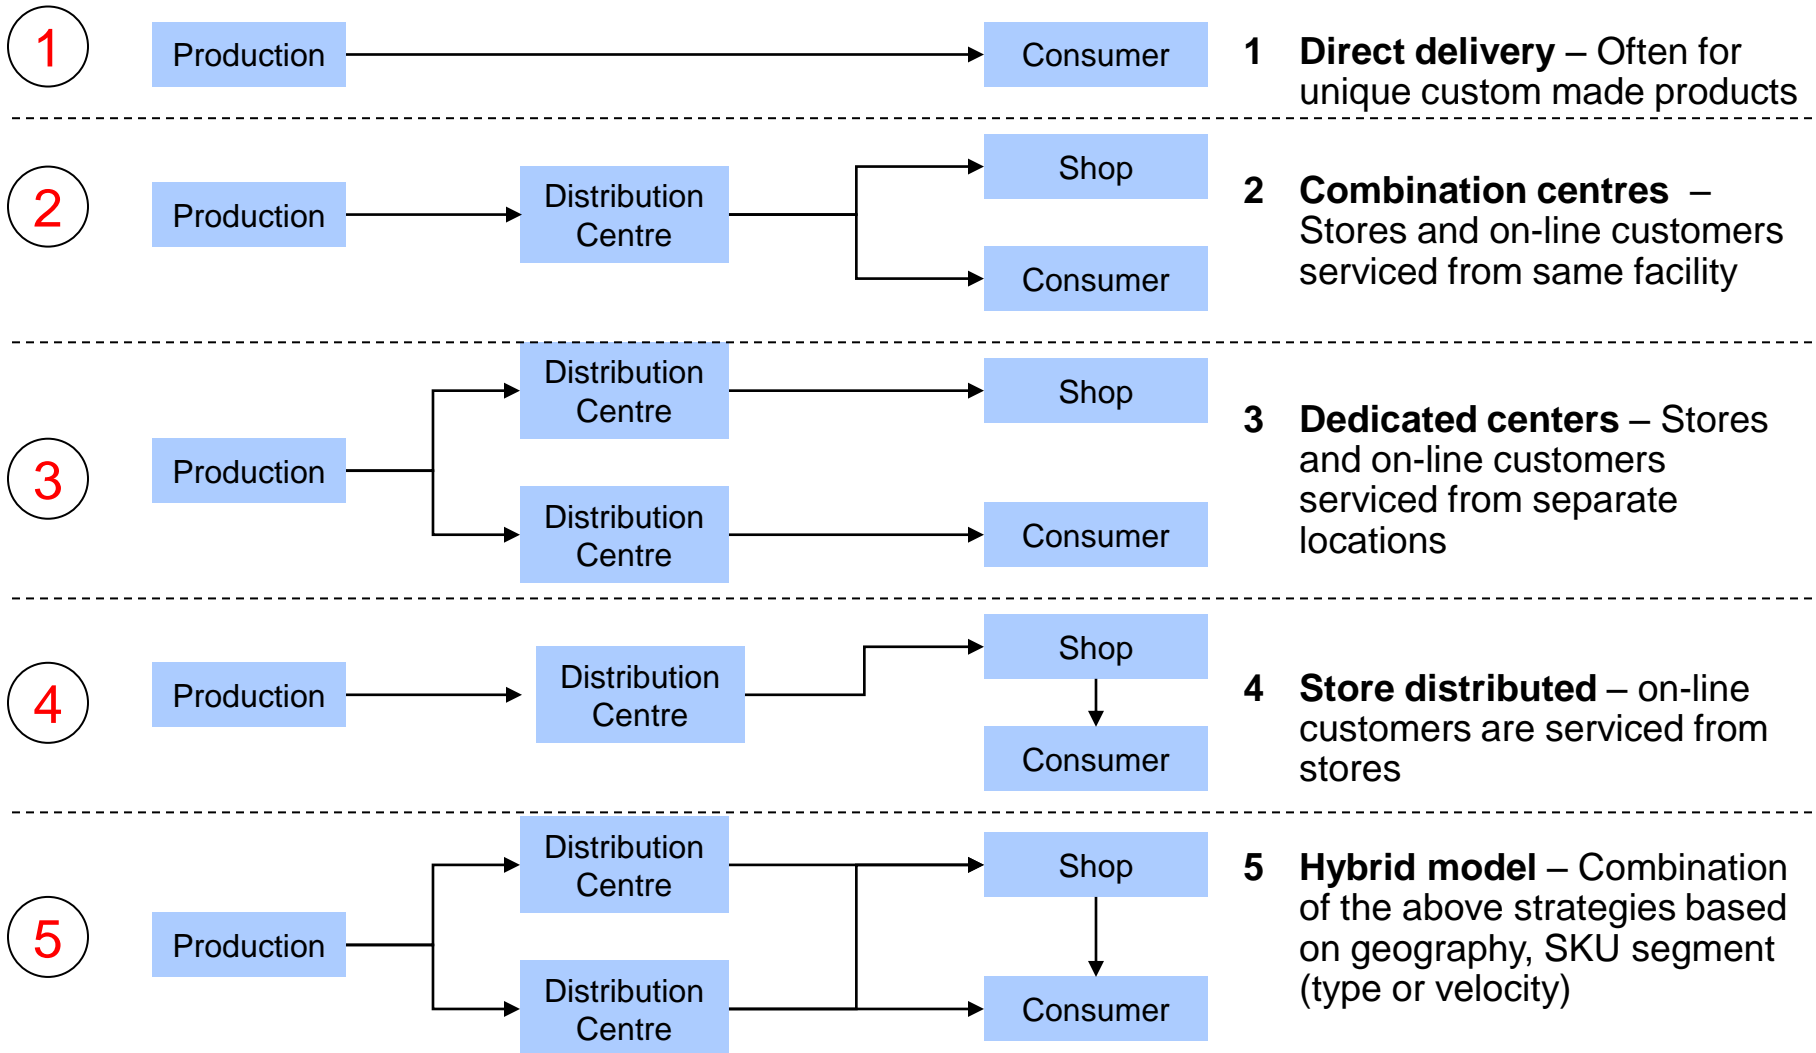 1
Production
Consumer
1 Direct delivery – Often for
unique custom made products
2
Production
Distribution
Centre
Shop
Consumer
2 Combination centres –
Stores and on-line customers
serviced from same facility
3
Production
Distribution
Centre
Shop
Distribution
Centre
Consumer
3 Dedicated centers – Stores
and on-line customers
serviced from separate
locations
4
Production
Distribution
Centre
Shop
Consumer
4 Store distributed – on-line
customers are serviced from
stores
5
Production
Distribution
Centre
Shop
Distribution
Centre
Consumer
5 Hybrid model – Combination
of the above strategies based
on geography, SKU segment
(type or velocity)